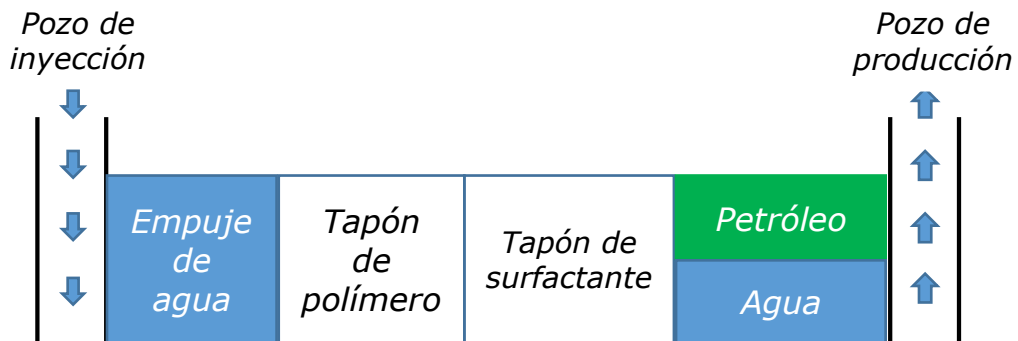 Pozo de
inyección
Pozo de
producción
Empuje
de
agua
Tapón
de
polímero
Tapón de
surfactante
Petróleo
Agua